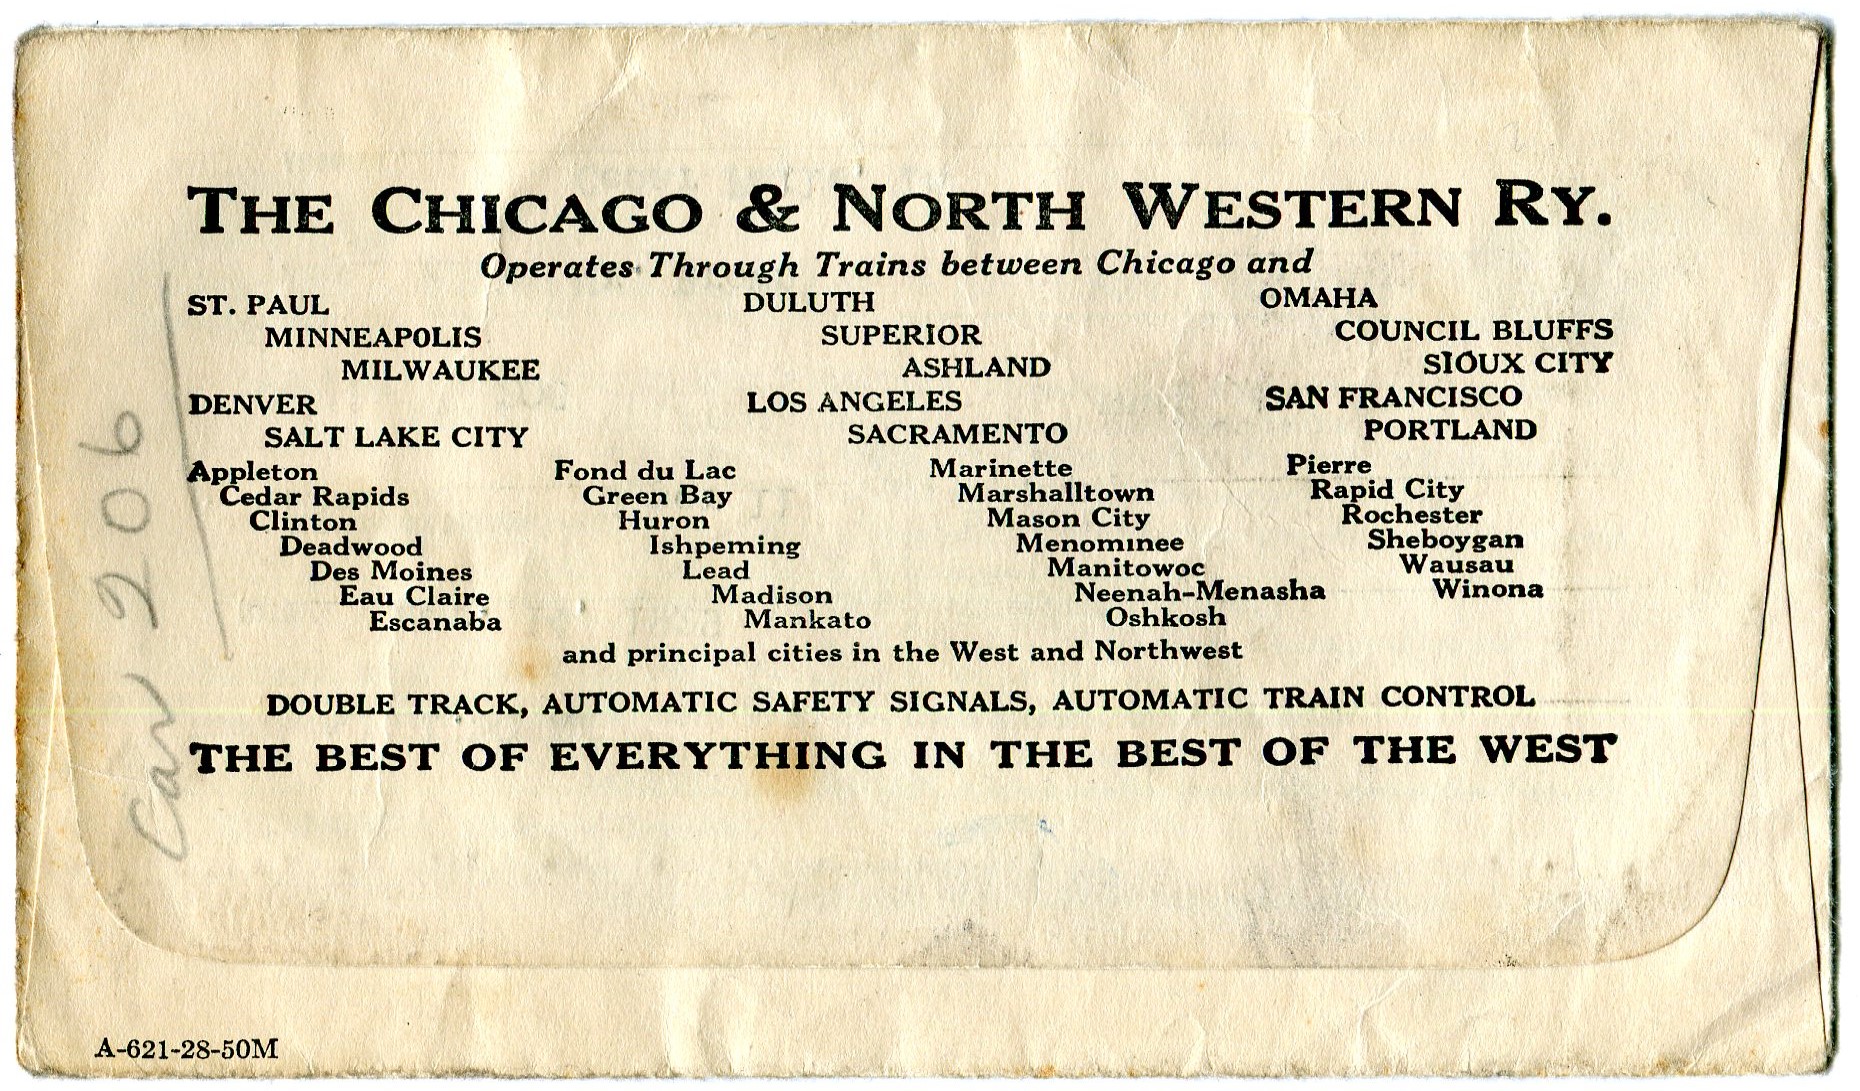 THE CHICAGO & NORTH WESTERN RY.
Operates Through Trains between Chicago and
ST. PAUL DULUTH OMAHA
MINNEAPOLIS SUPERIOR COUNCIL BLUFFS
MILWAUKEE ASHLAND SIOUX CITY
DENVER LOS ANGELES SAN FRANCISCO
SALT LAKE CITY SACRAMENTO PORTLAND
Appleton Fond du Lac Marinette Pierre
Cedar Rapids Green Bay Marshalltown Rapid City
Clinton Huron Mason City Rochester
Deadwood Ishpeming Menominee Sheboygan
Des Moines Lead Manitowoc Wausau
Eau Claire Madison Neenah-Menasha Winona
Escanaba Mankato Oshkosh
and principal cities in the West and Northwest
DOUBLE TRACK, AUTOMATIC SAFETY SIGNALS, AUTOMATIC TRAIN CONTROL
THE BEST OF EVERYTHING IN THE BEST OF THE WEST
Car 206
A-621-28-50M